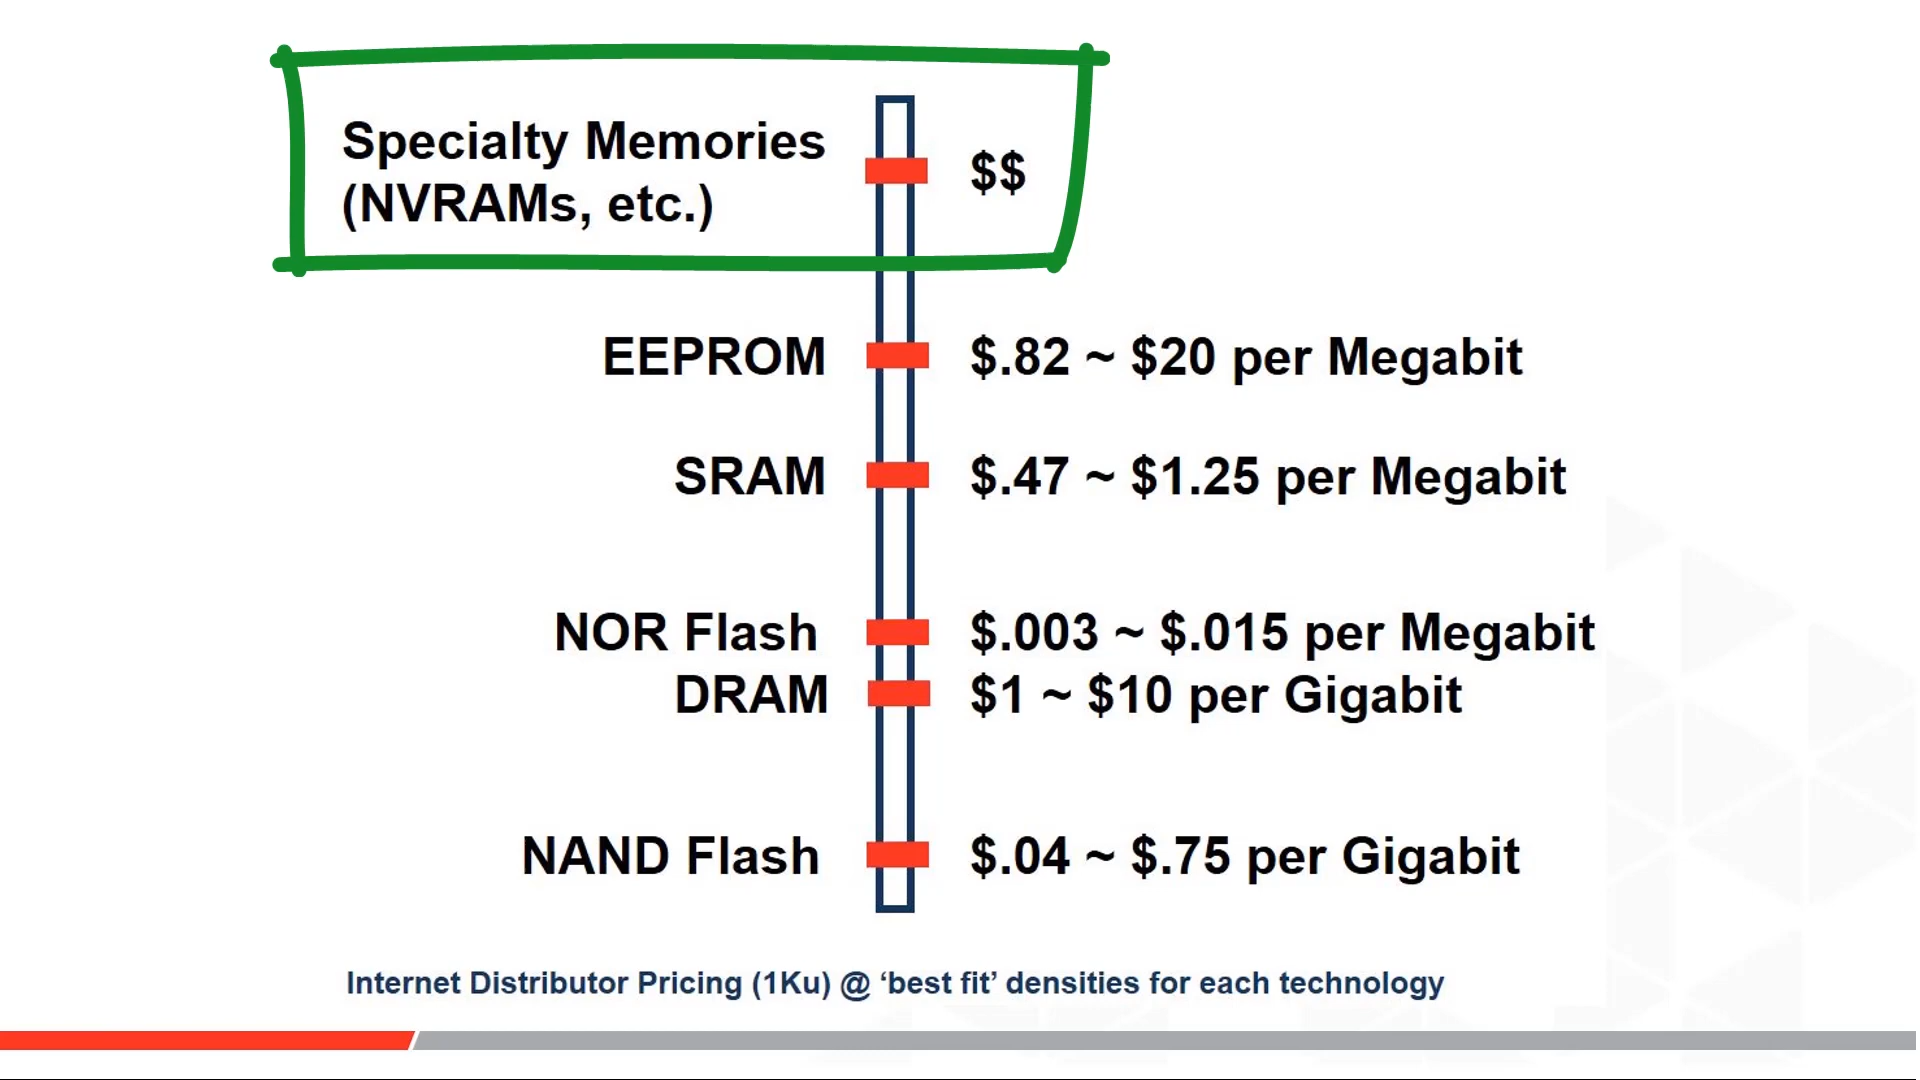 Specialty Memories
(NVRAMs, etc.)
$$
EEPROM
$.82 ~ $20 per Megabit
SRAM
$.47 ~ $1.25 per Megabit
NOR Flash
$.003 ~ $.015 per Megabit
DRAM
$1 ~ $10 per Gigabit
NAND Flash
$.04 ~ $.75 per Gigabit
Internet Distributor Pricing (1Ku) @ ‘best fit’ densities for each technology